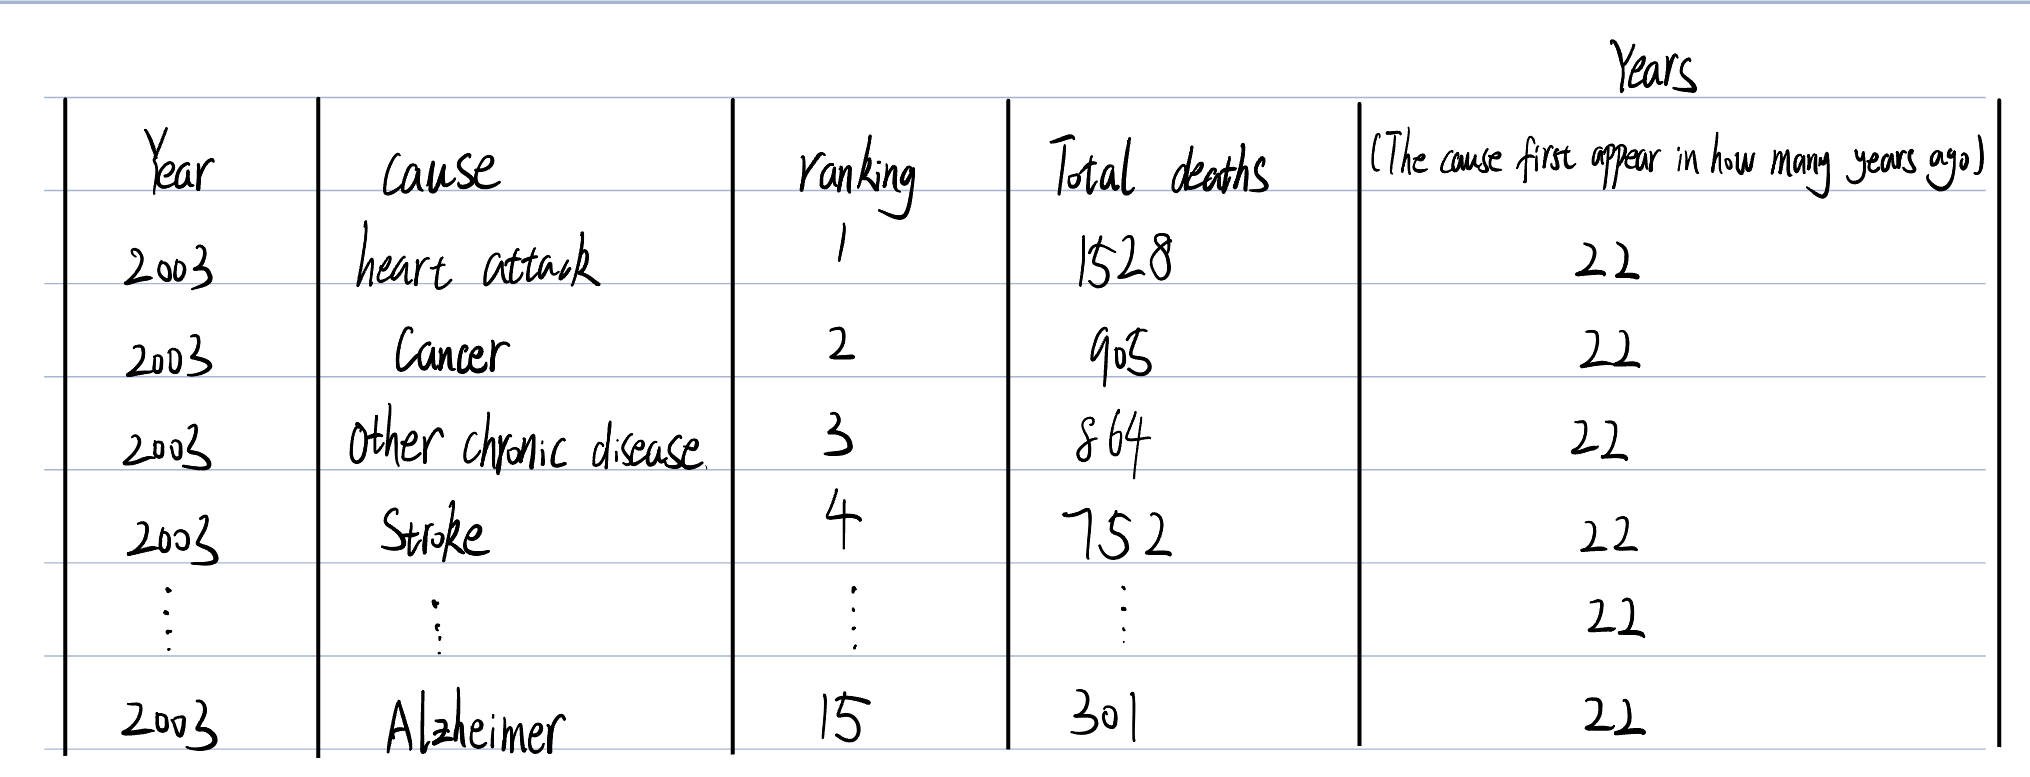 Years
Year cause ranking Total deaths (The cause first appear in how many years ago)
2003 heart attack 1 1528 22
2003 Cancer 2 905 22
2003 other chronic disease. 3 864 22
2003 Stroke 4 752 22
⋮ ⋮ ⋮ ⋮ 22
2003 Alzheimer 15 301 22